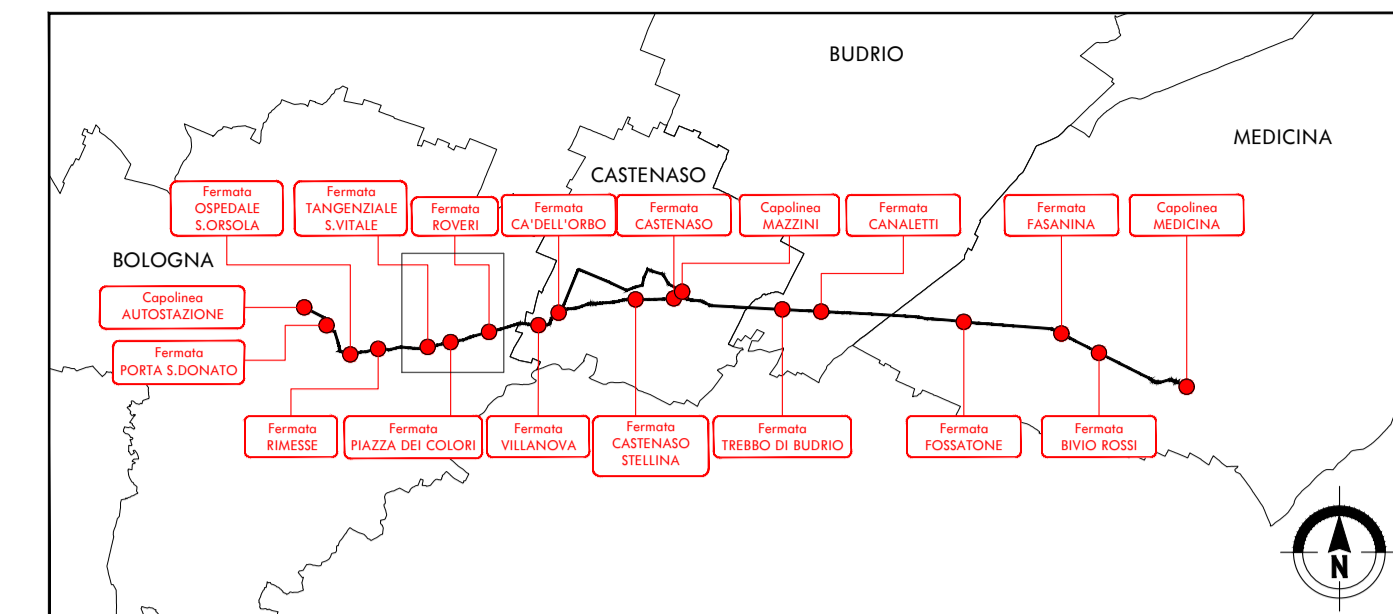 BUDRIO
MEDICINA
CASTENASO
BOLOGNA
Fermata
OSPEDALE
S.ORSOLA
Fermata
TANGENZIALE
S.VITALE
Fermata
ROVERI
Fermata
CA'DELL'ORBO
Fermata
CASTENASO
Capolinea
MAZZINI
Fermata
CANALETTI
Fermata
FASANINA
Capolinea
MEDICINA
Capolinea
AUTOSTAZIONE
Fermata
PORTA S.DONATO
Fermata
RIMESSE
Fermata
PIAZZA DEI COLORI
Fermata
VILLANOVA
Fermata
CASTENASO
STELLINA
Fermata
TREBBO DI BUDRIO
Fermata
FOSSATONE
Fermata
BIVIO ROSSI
N